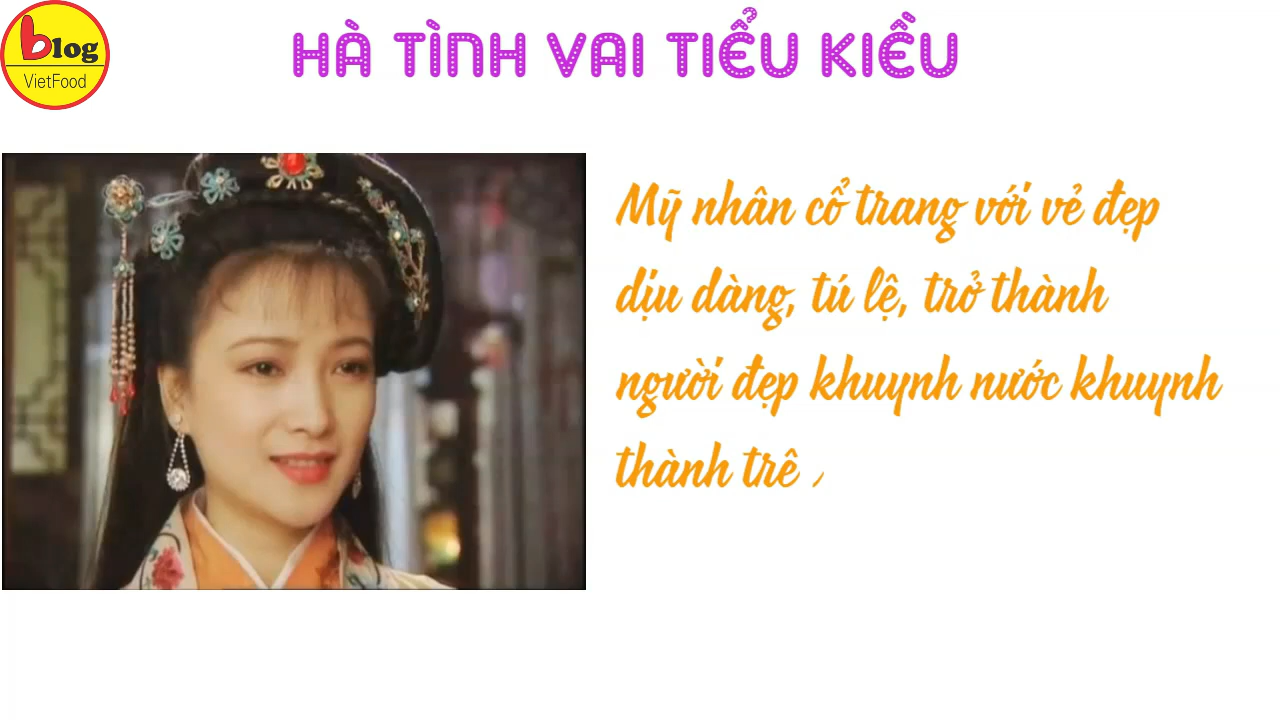 blog
VietFood
HÀ TÌNH VAI TIỂU KIỀU
Mỹ nhân cổ trang với vẻ đẹp
dịu dàng, tú lệ, trở thành
người đẹp khuynh nước khuynh
thành trê